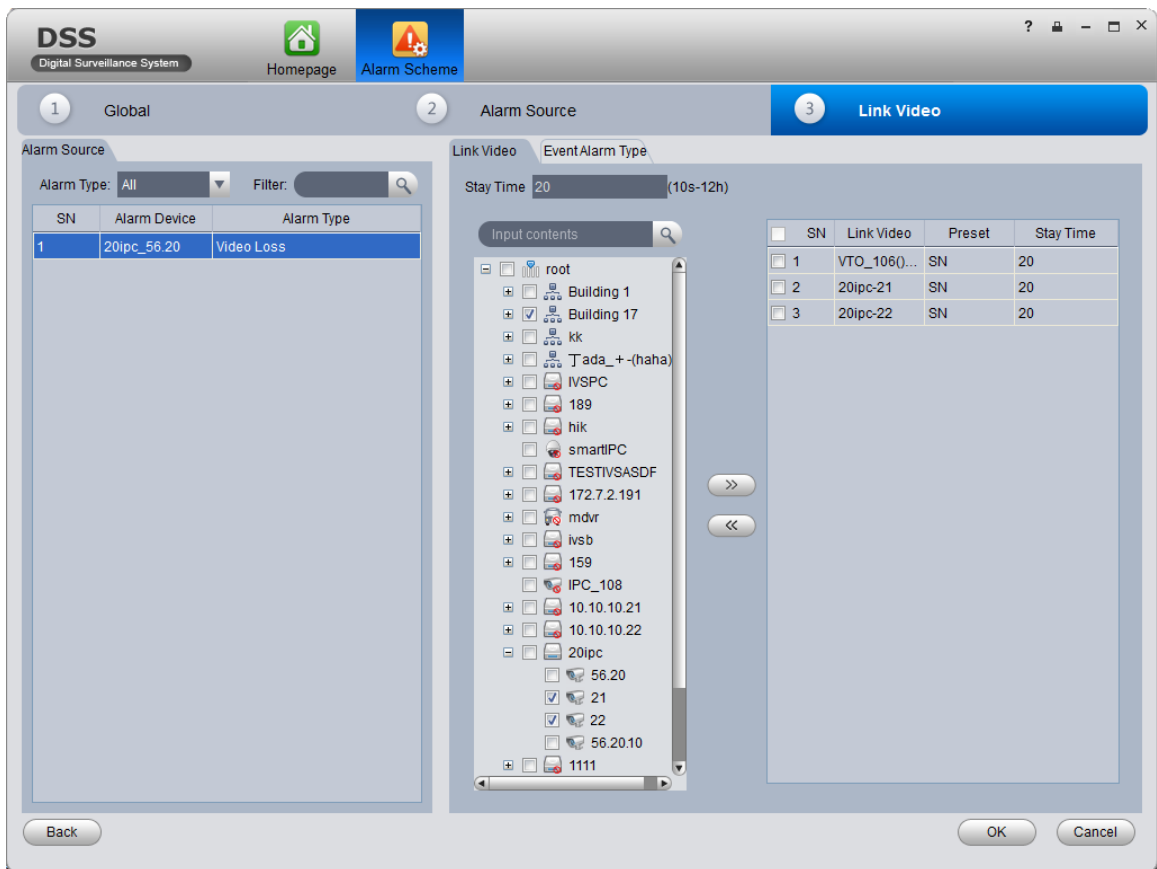 DSS
Digital Surveillance System
Homepage
Alarm Scheme
?
1 Global
2 Alarm Source
3 Link Video
Alarm Source
Alarm Type: All Filter:
SN Alarm Device Alarm Type
1 20ipc_56.20 Video Loss
Link Video Event Alarm Type
Stay Time 20 (10s-12h)
Input contents
root
Building 1
Building 17
kk
丁ada_+-(haha)
IVSPC
189
hik
smartIPC
TESTIVSASDF
172.7.2.191
mdvr
ivsb
159
IPC_108
10.10.10.21
10.10.10.22
20ipc
56.20
21
22
56.20.10
1111
>>
<<
SN Link Video Preset Stay Time
1 VTO_106()... SN 20
2 20ipc-21 SN 20
3 20ipc-22 SN 20
Back
OK
Cancel